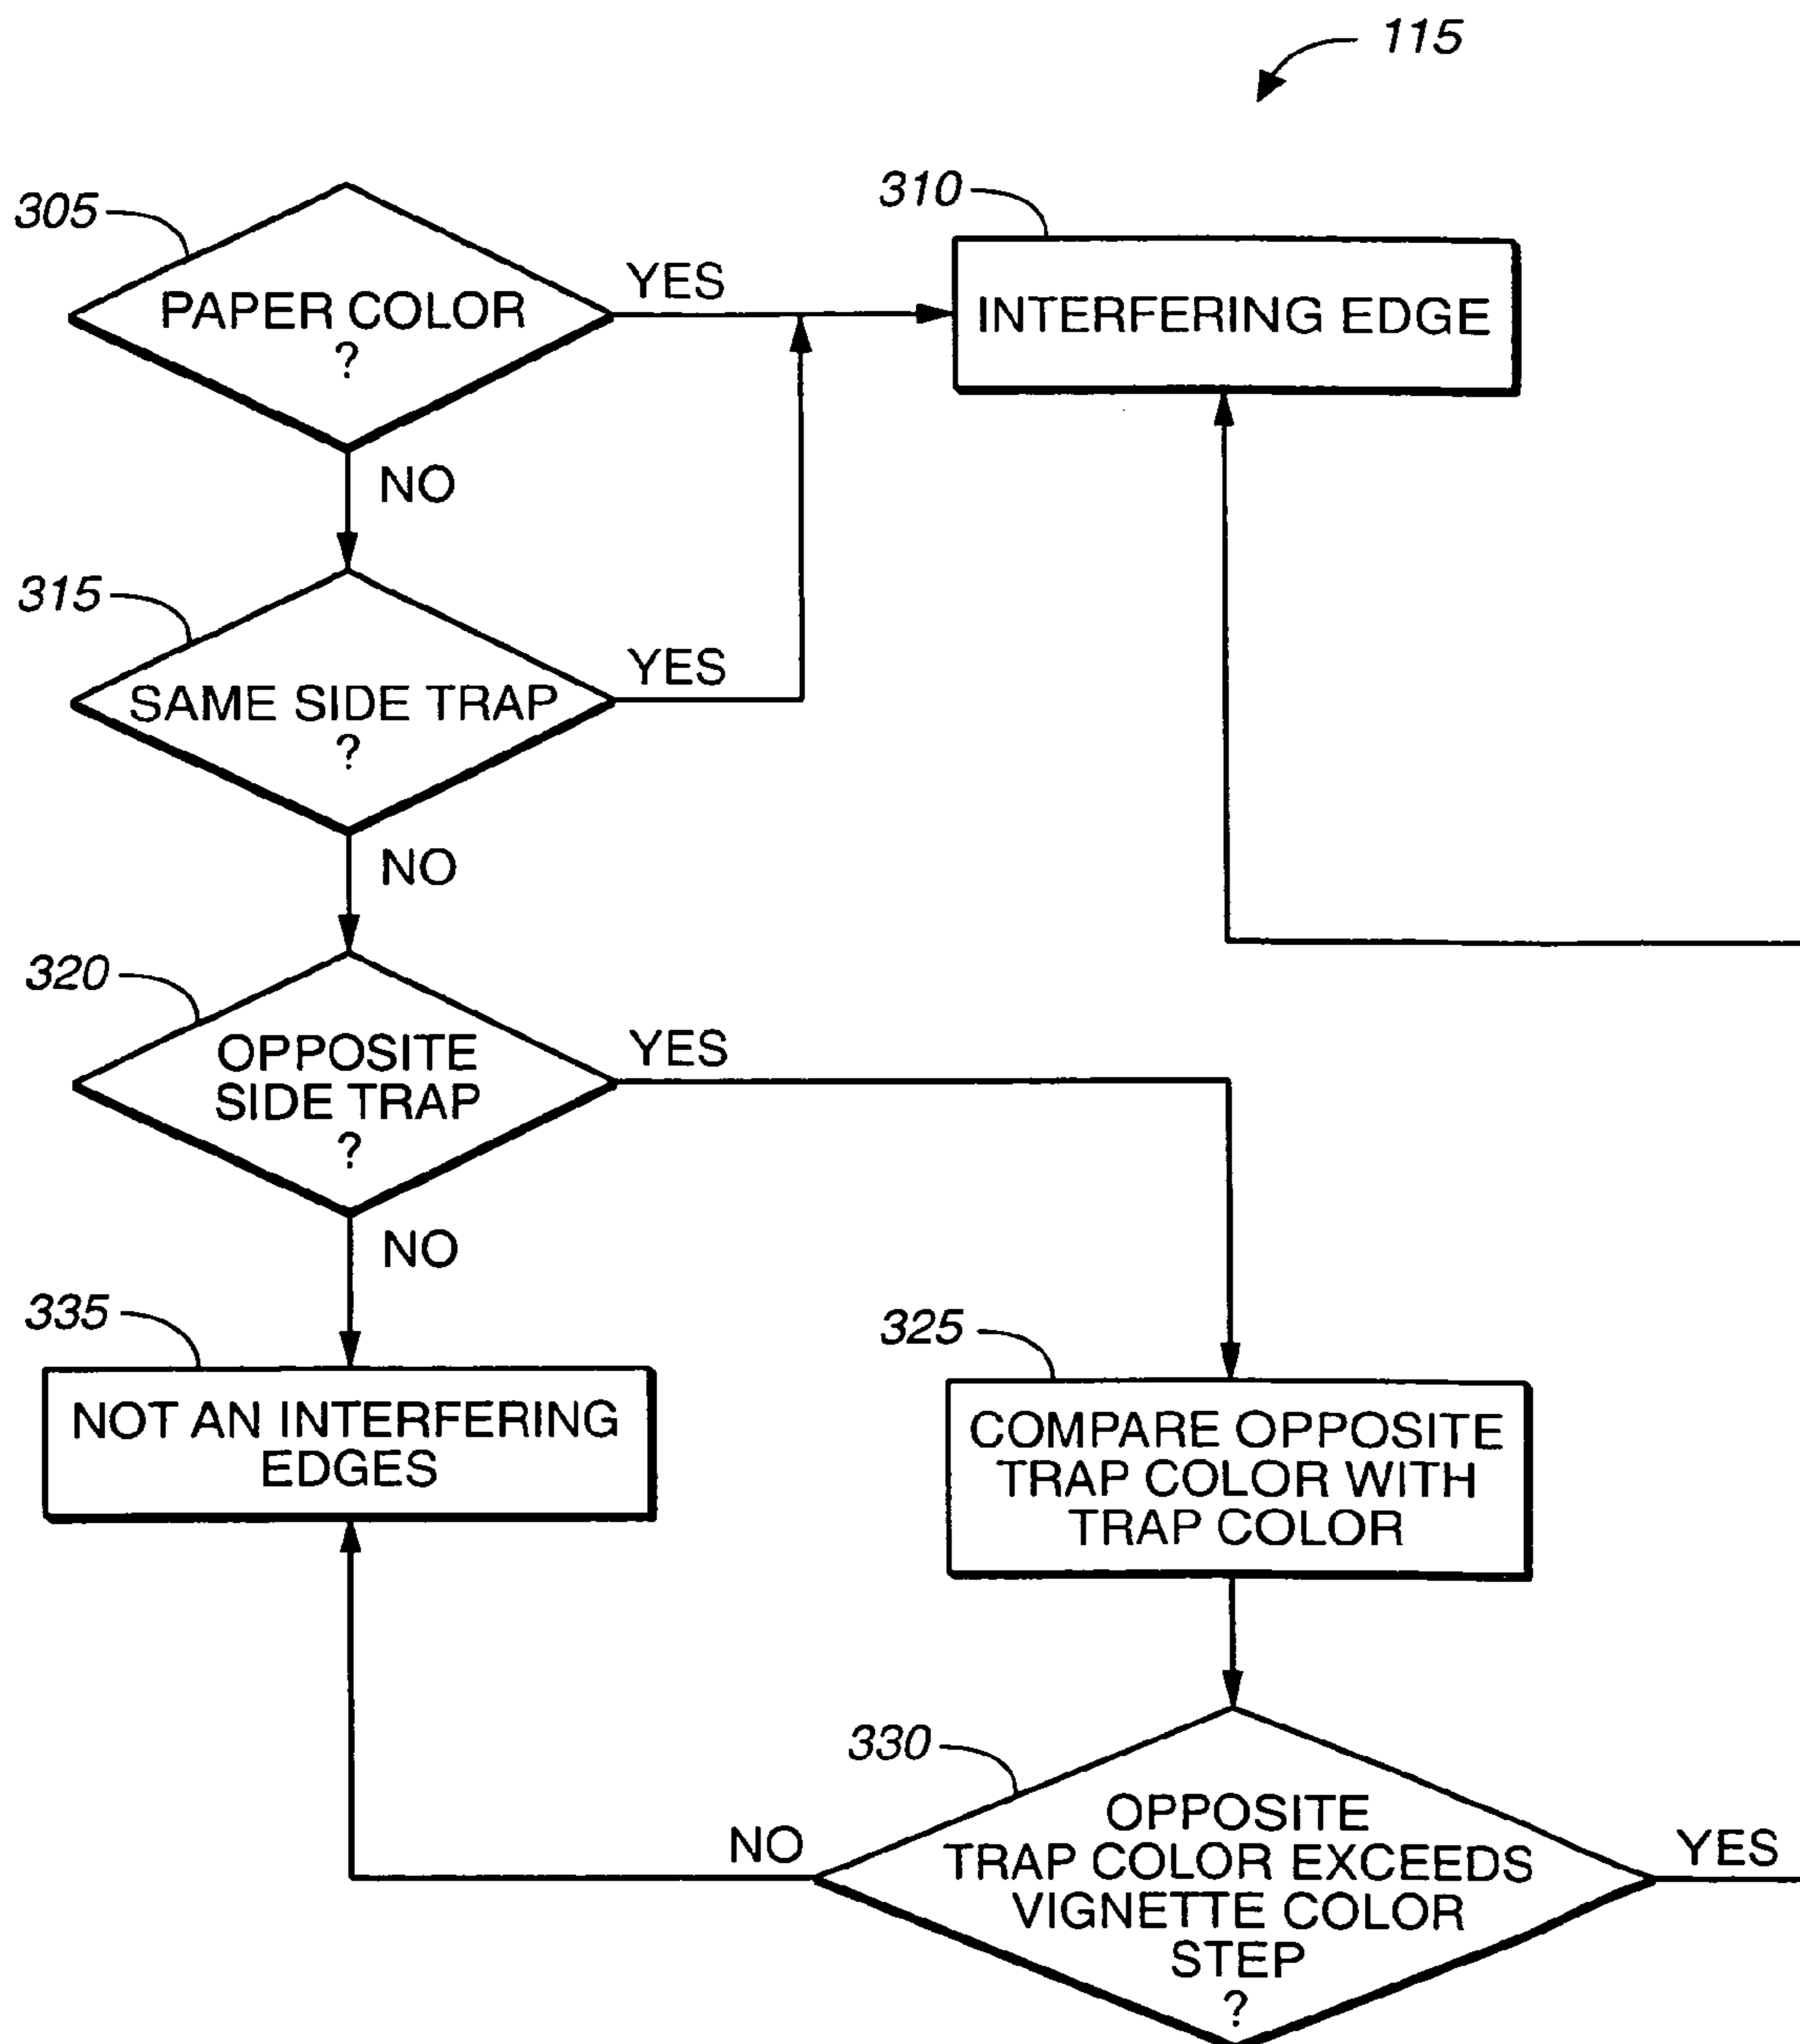 115
305
310
PAPER COLOR
?
YES
INTERFERING EDGE
NO
315
SAME SIDE TRAP
?
YES
NO
320
OPPOSITE
SIDE TRAP
?
YES
NO
335
NOT AN INTERFERING
EDGES
325
COMPARE OPPOSITE
TRAP COLOR WITH
TRAP COLOR
330
OPPOSITE
TRAP COLOR EXCEEDS
VIGNETTE COLOR
STEP
?
NO
YES